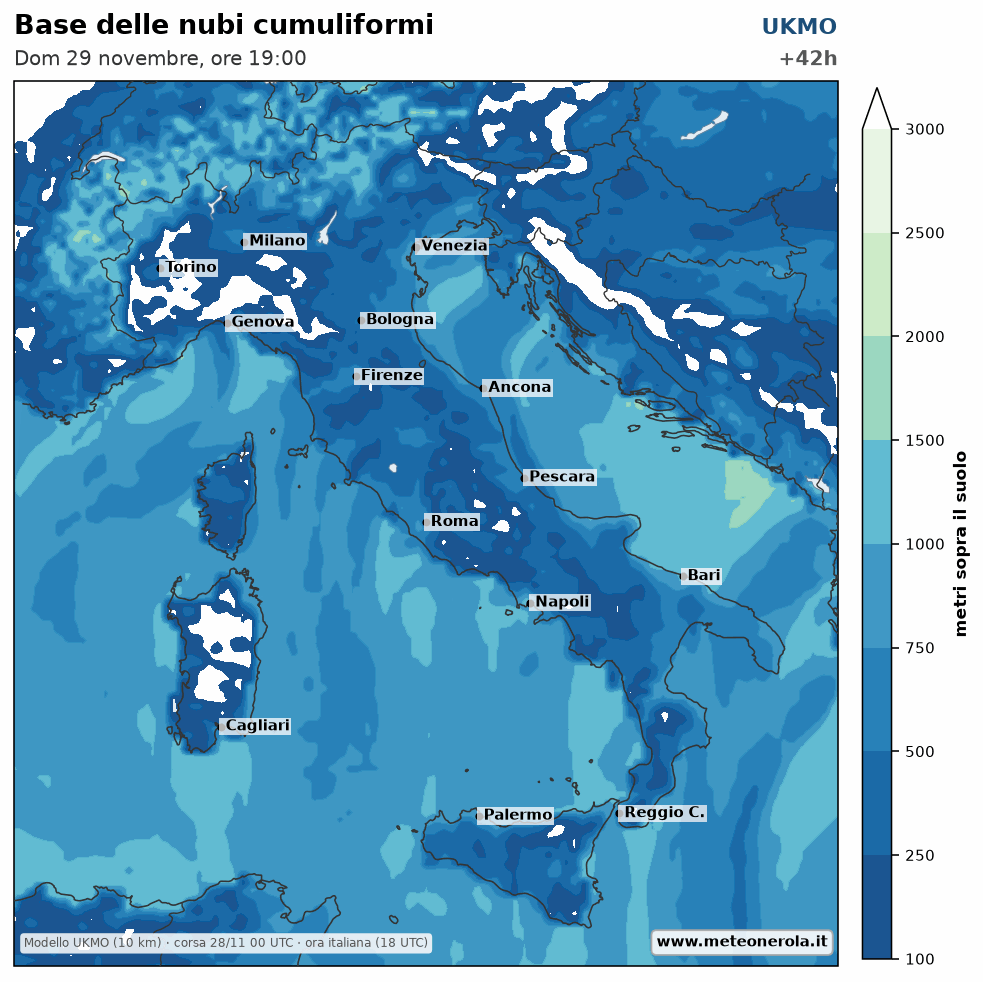 Base delle nubi cumuliformi
UKMO
Dom 29 novembre, ore 19:00
+42h
3000
2500
2000
1500
1000
750
500
250
100
metri sopra il suolo
Milano
Venezia
Torino
Genova
Bologna
Firenze
Ancona
Pescara
Roma
Bari
Napoli
Cagliari
Palermo
Reggio C.
Modello UKMO (10 km) · corsa 28/11 00 UTC · ora italiana (18 UTC)
www.meteonerola.it